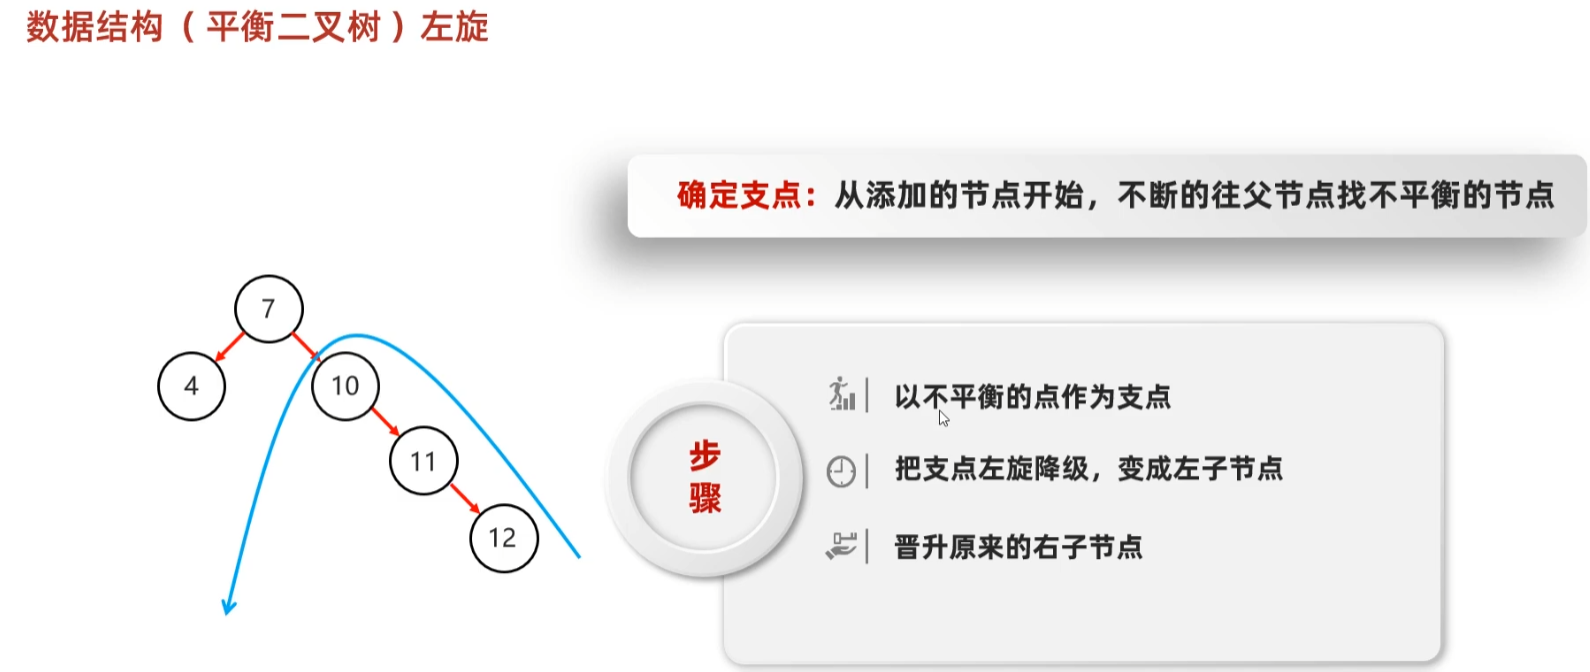 数据结构（平衡二叉树）左旋
确定支点：从添加的节点开始，不断的往父节点找不平衡的节点
7
4
10
11
12
步
骤
以不平衡的点作为支点
把支点左旋降级，变成左子节点
晋升原来的右子节点